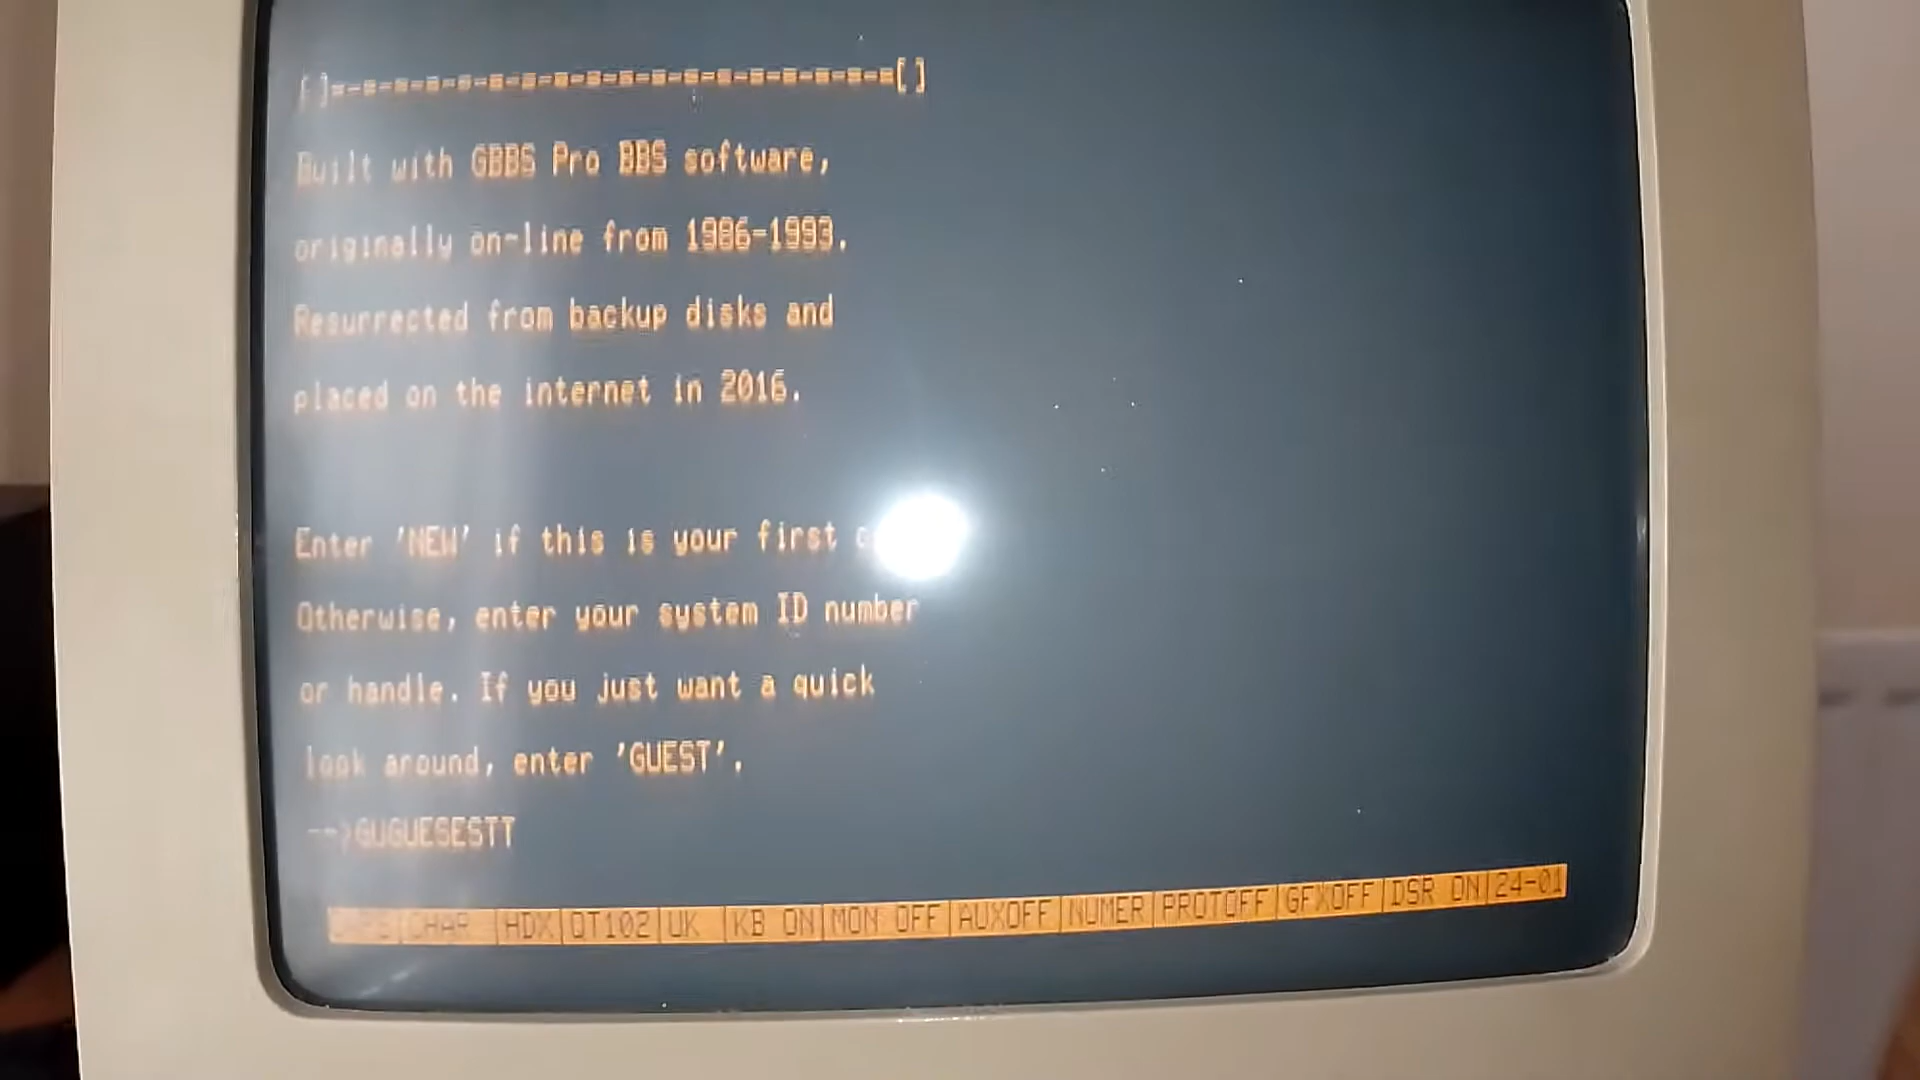 []=-=-=-=-=-=-=-=-=-=-=-=-=-=-=-=-=-=[]
Built with GBBS Pro BBS software,
originally on-line from 1986-1993.
Resurrected from backup disks and
placed on the internet in 2016.
Enter 'NEW' if this is your first
Otherwise, enter your system ID number
or handle. If you just want a quick
look around, enter 'GUEST'.
-->GUGUESESTT
CHAR HDX QT102 UK KB ON MON OFF AUXOFF NUMER PROTOFF GFXOFF DSR ON 24-01